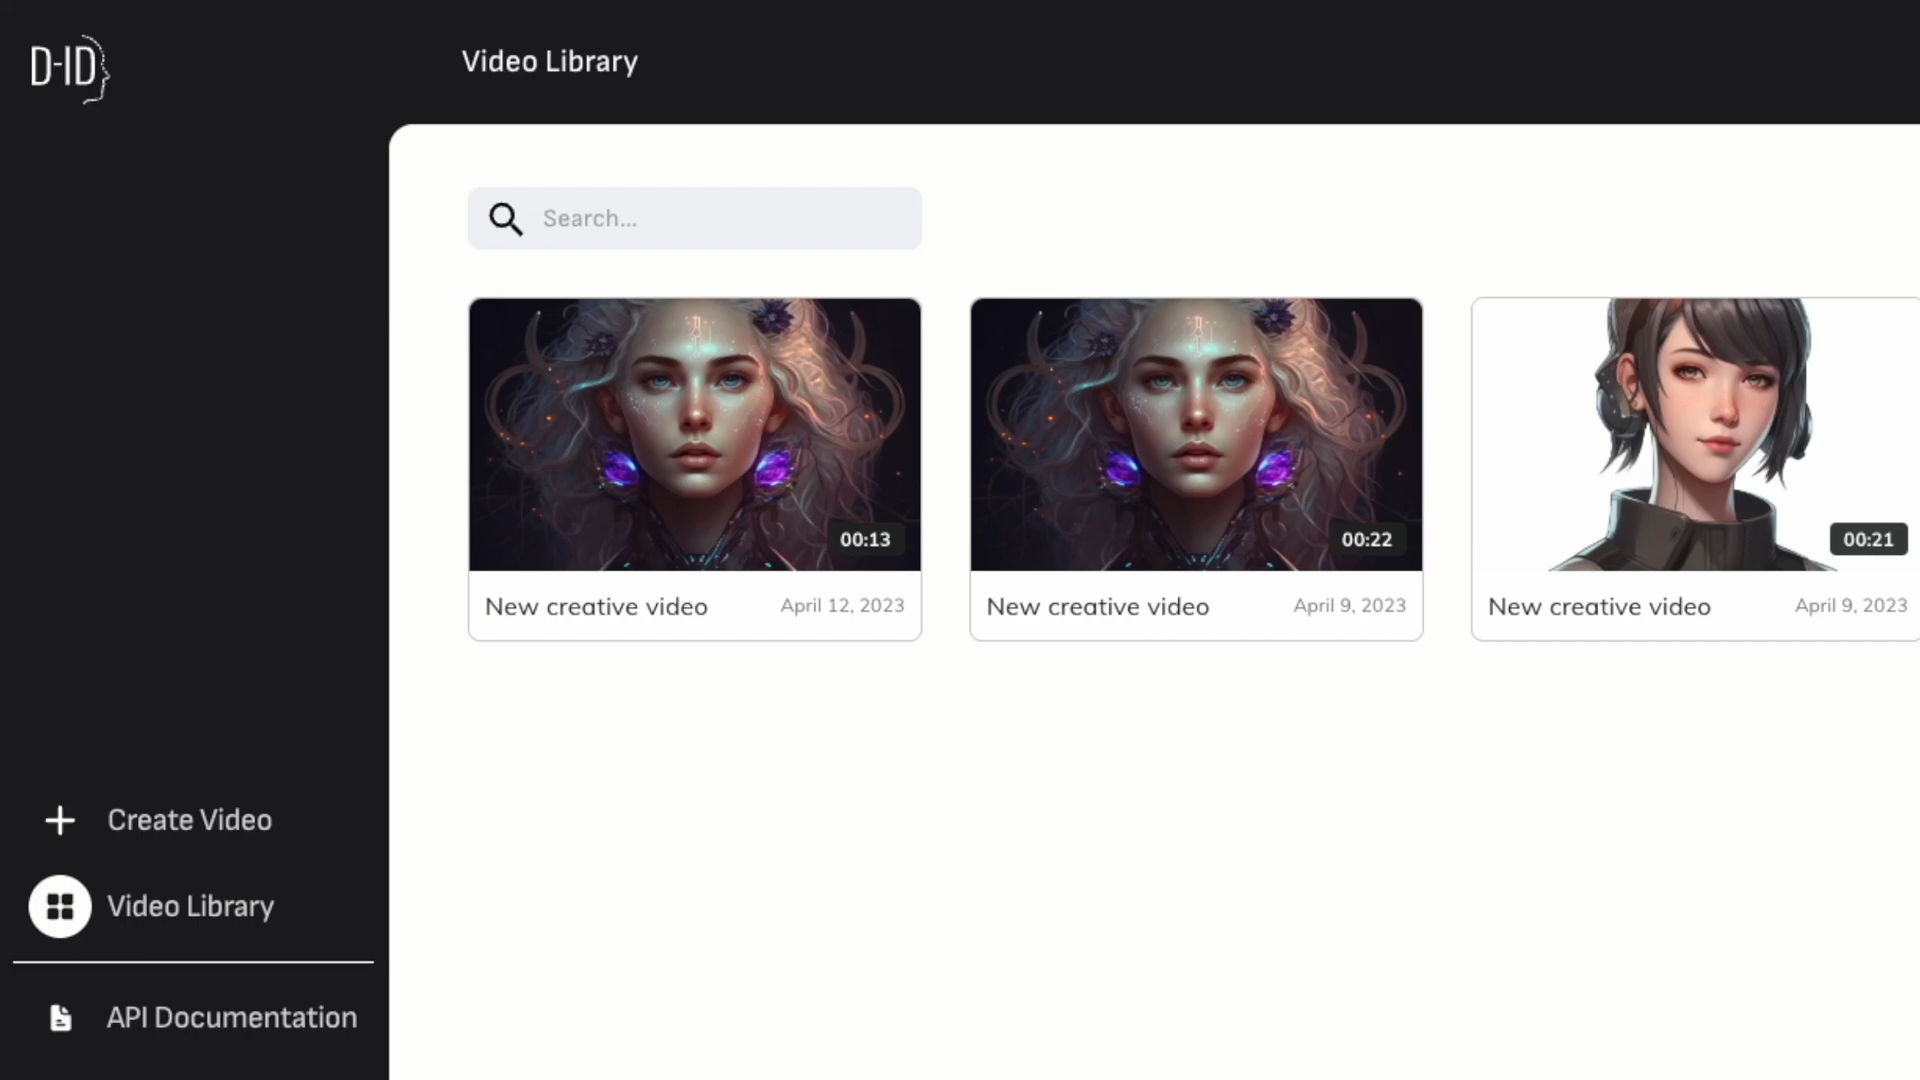 D-ID
Video Library
Search...
00:13
New creative video
April 12, 2023
00:22
New creative video
April 9, 2023
00:21
New creative video
April 9, 2023
Create Video
Video Library
API Documentation